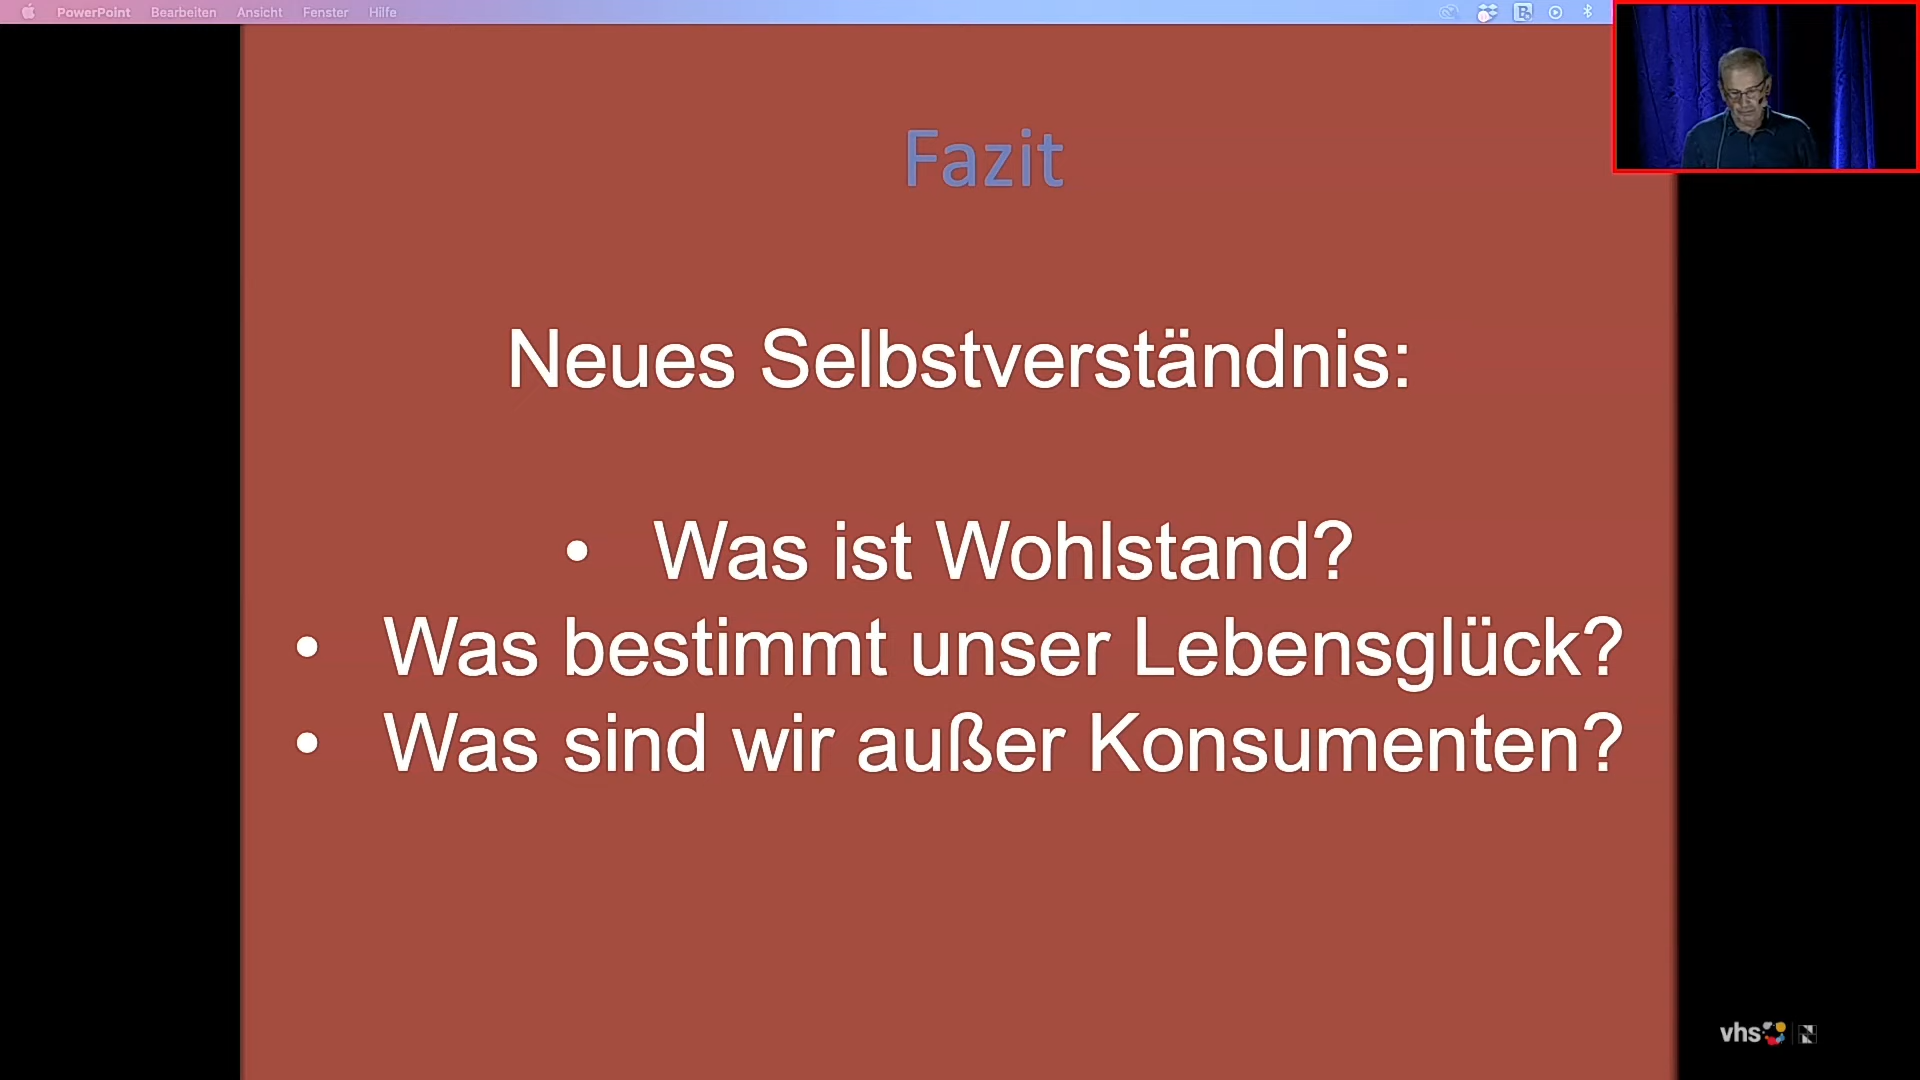 PowerPoint Bearbeiten Ansicht Fenster Hilfe
Fazit
Neues Selbstverständnis:
• Was ist Wohlstand?
• Was bestimmt unser Lebensglück?
• Was sind wir außer Konsumenten?
vhs